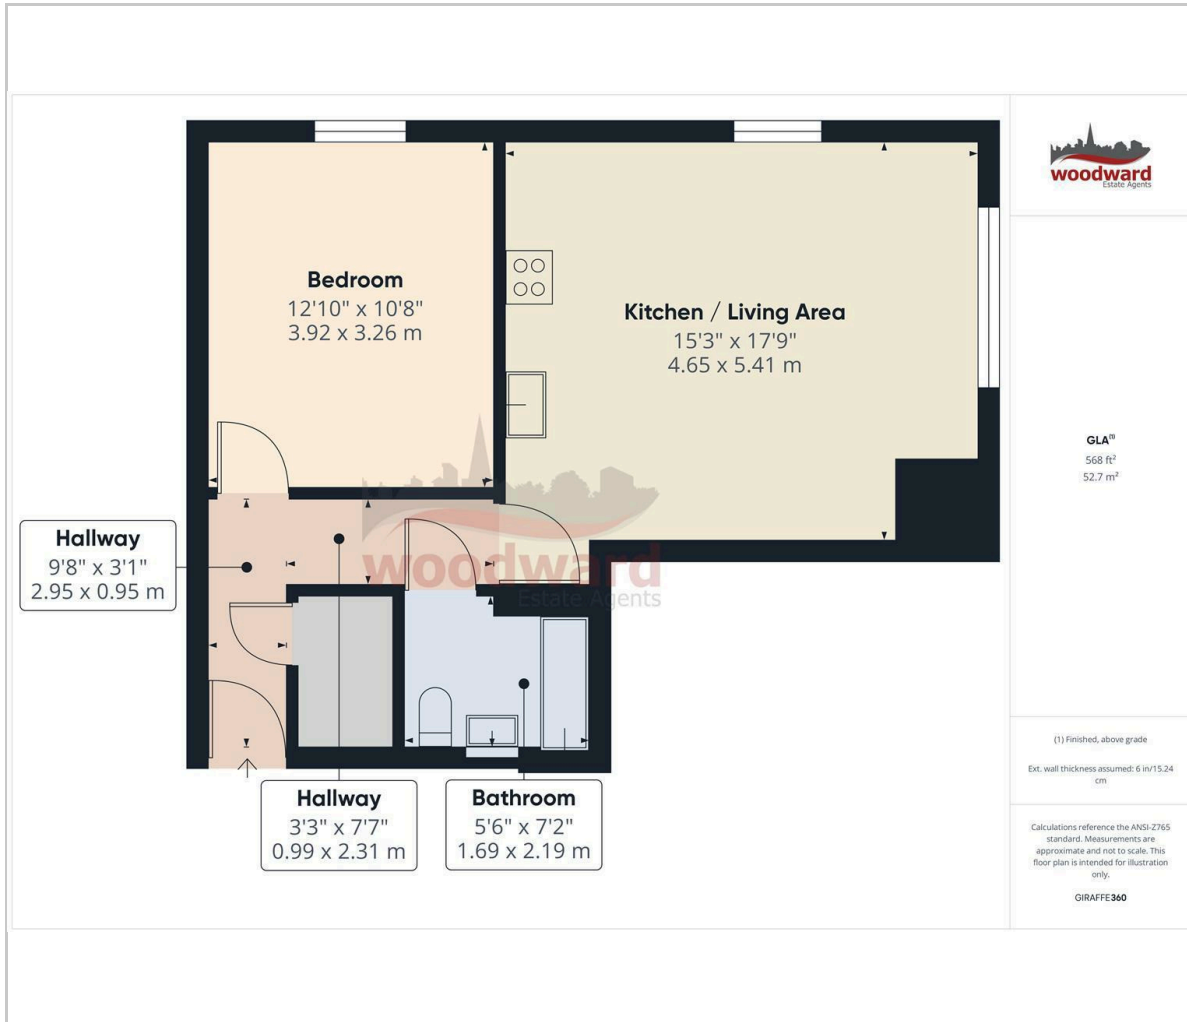 Bedroom
12'10" x 10'8"
3.92 x 3.26 m
Kitchen / Living Area
15'3" x 17'9"
4.65 x 5.41 m
Hallway
9'8" x 3'1"
2.95 x 0.95 m
woodward
Estate Agents
Hallway
3'3" x 7'7"
0.99 x 2.31 m
Bathroom
5'6" x 7'2"
1.69 x 2.19 m
woodward
Estate Agents
GLA⁽¹⁾
568 ft²
52.7 m²
(1) Finished, above grade
Ext. wall thickness assumed: 6 in/15.24
cm
Calculations reference the ANSI-Z765
standard. Measurements are
approximate and not to scale. This
floor plan is intended for illustration
only.
GIRAFFE360